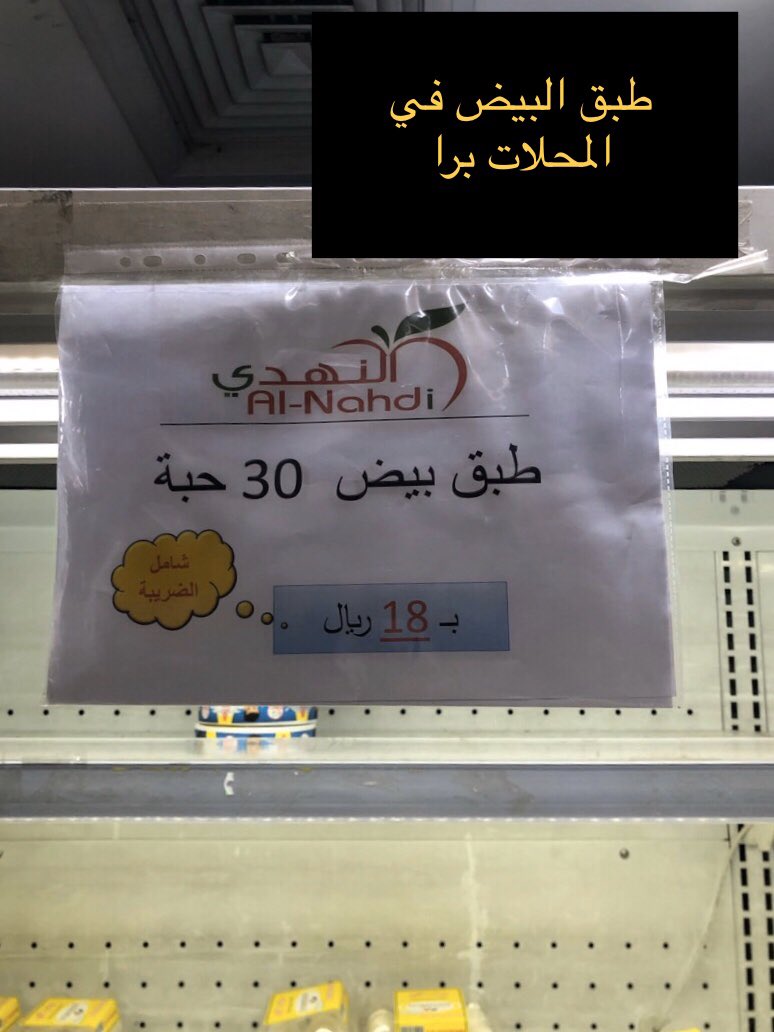 طبق البيض في
المحلات برا
النهدي
Al-Nahdi
طبق بيض 30 حبة
شامل
الضريبة
بـ 18 ريال